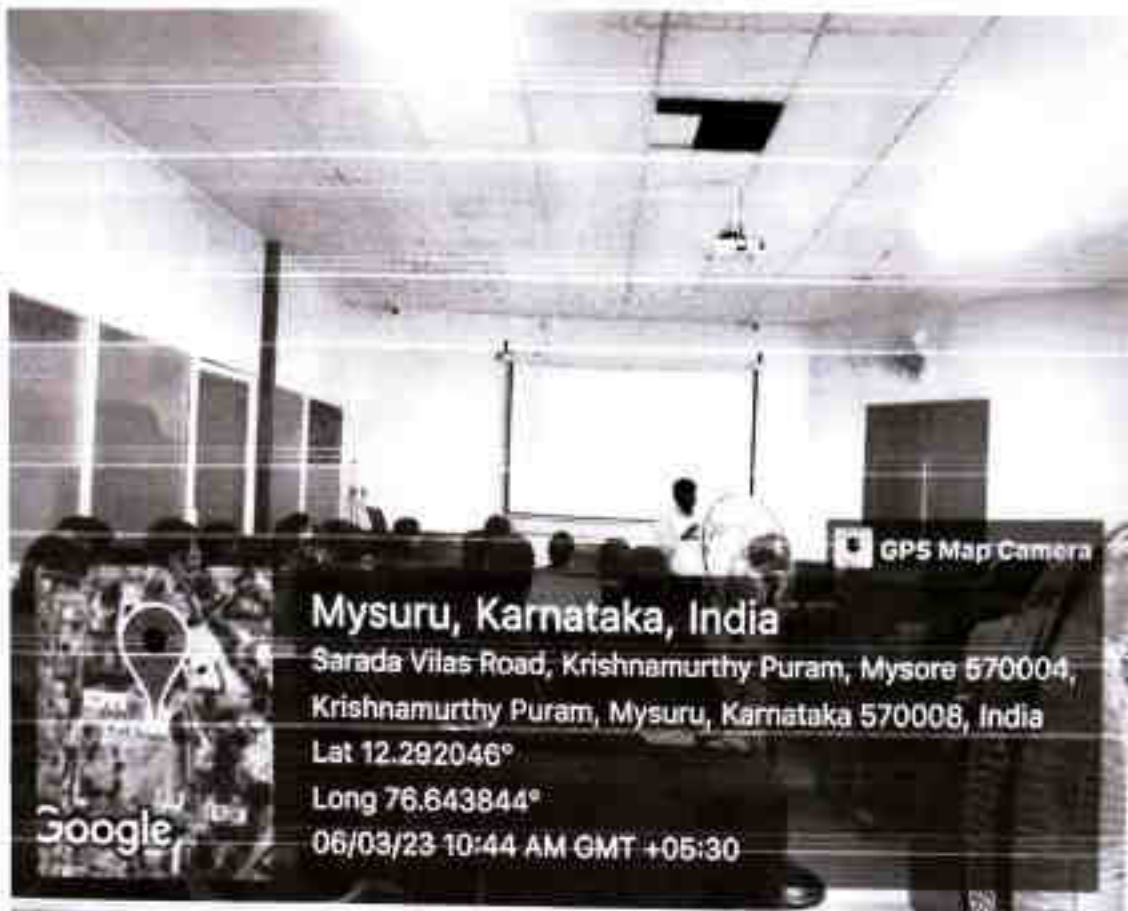 GPS Map Camera
Mysuru, Karnataka, India
Sarada Vilas Road, Krishnamurthy Puram, Mysore 570004,
Krishnamurthy Puram, Mysuru, Karnataka 570008, India
Lat 12.292046°
Long 76.643844°
06/03/23 10:44 AM GMT +05:30
Google